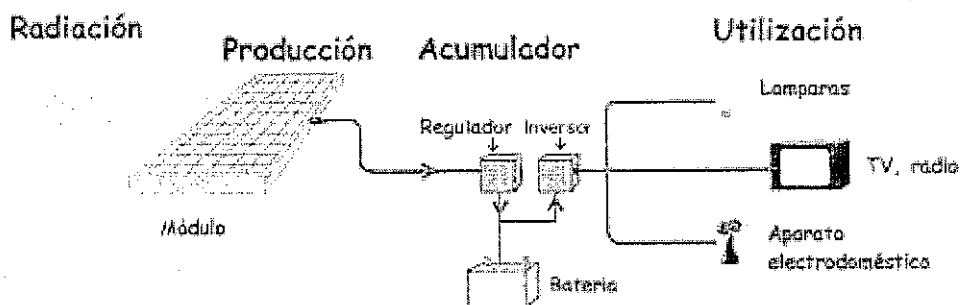 Radiación
Producción
Acumulador
Utilización
Regulador
Inversor
Lamparas
TV, radio
Módulo
Aparato
electrodoméstico
Bateria